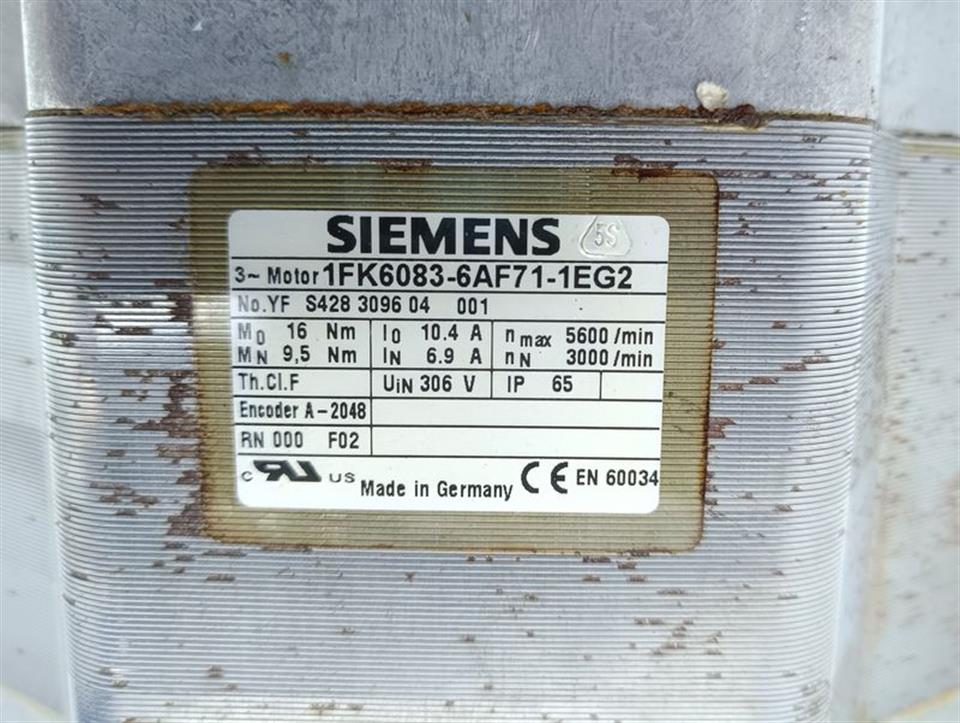 SIEMENS 5S
3~ Motor 1FK6083-6AF71-1EG2
No.YF S428 3096 04 001
M0 16 Nm I0 10.4 A nmax 5600/min
MN 9,5 Nm IN 6.9 A nN 3000/min
Th.Cl.F UiN 306 V IP 65
Encoder A-2048
RN 000 F02
c RU US Made in Germany CE EN 60034